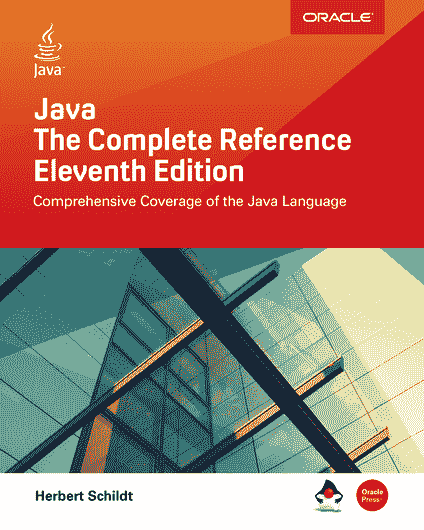 ORACLE
Java
Java
The Complete Reference
Eleventh Edition
Comprehensive Coverage of the Java Language
Herbert Schildt
Oracle
Press